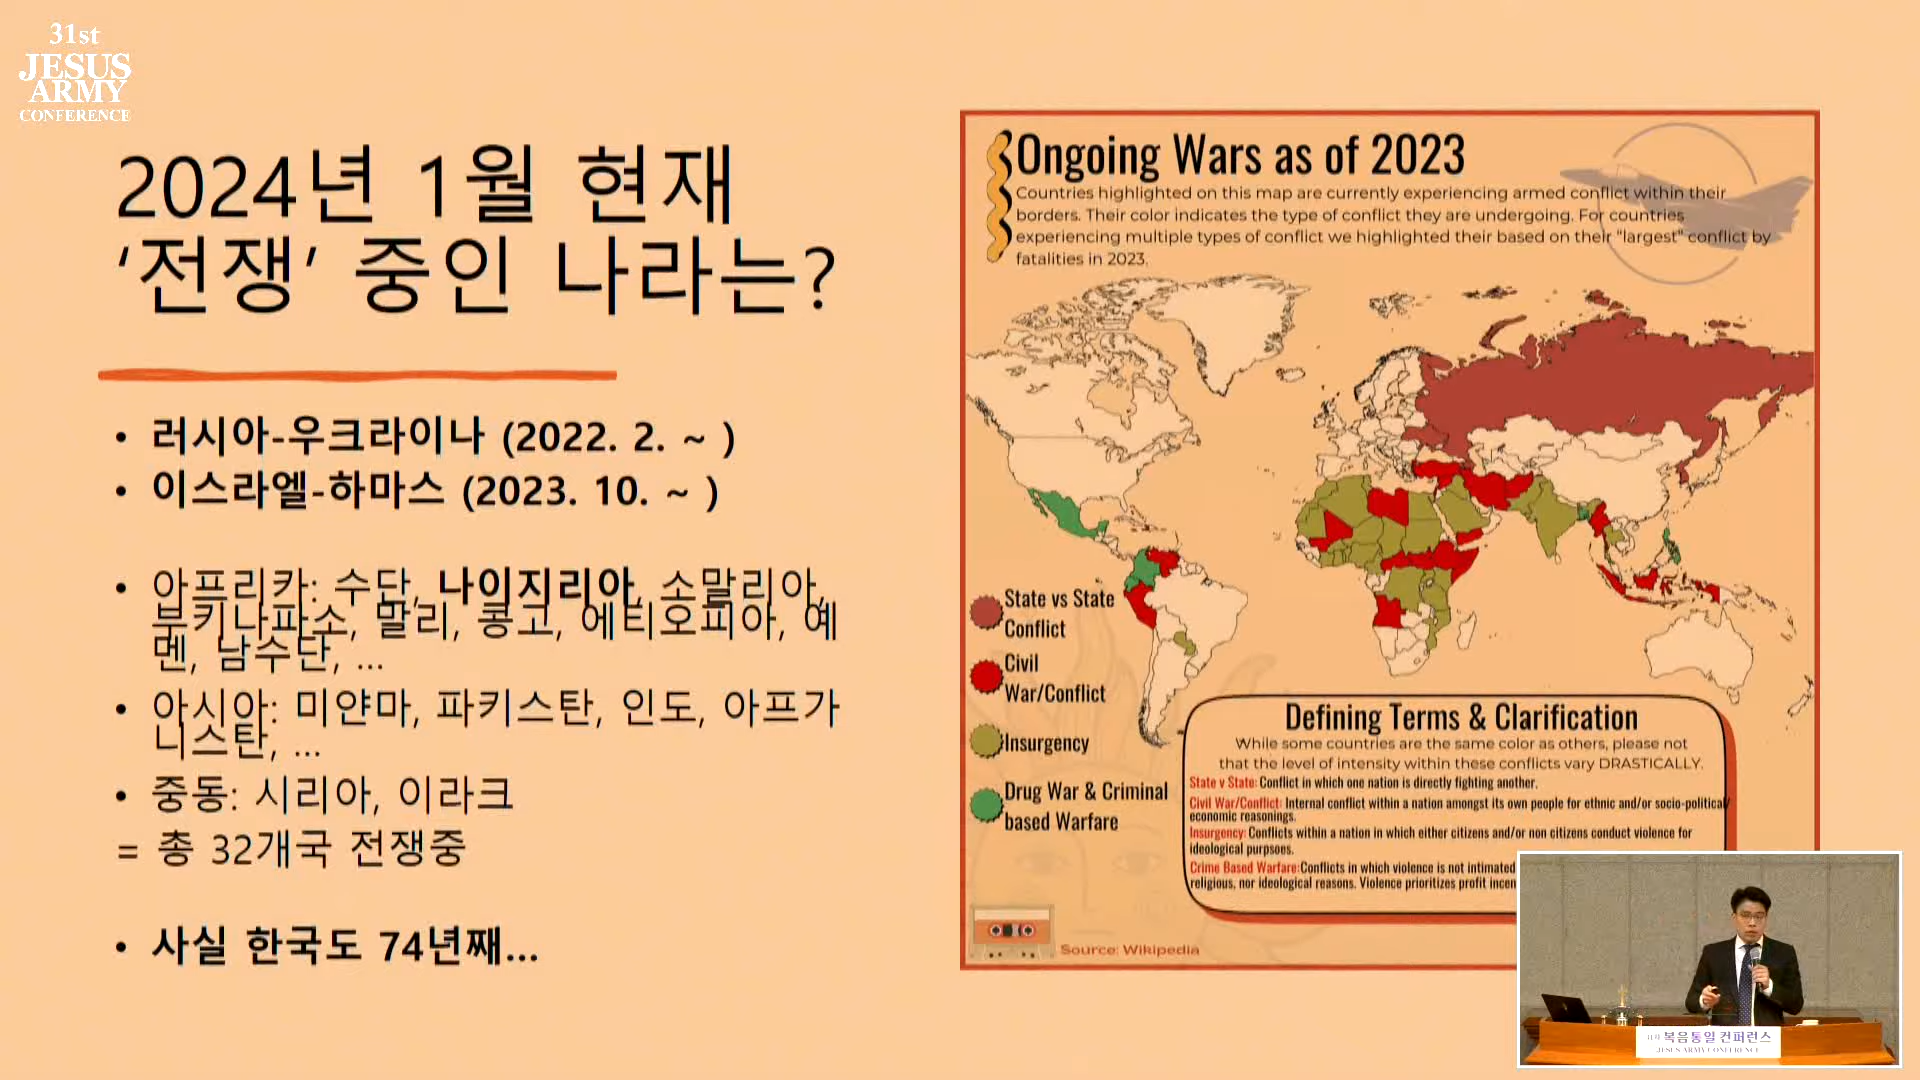 31st
JESUS
ARMY
CONFERENCE
2024년 1월 현재
‘전쟁’ 중인 나라는?
• 러시아-우크라이나 (2022. 2. ~ )
• 이스라엘-하마스 (2023. 10. ~ )
• 아프리카: 수단, 나이지리아, 소말리아,
부키나파소, 말리, 콩고, 에티오피아, 예
멘, 남수단, ...
• 아시아: 미얀마, 파키스탄, 인도, 아프가
니스탄, ...
• 중동: 시리아, 이라크
= 총 32개국 전쟁중
• 사실 한국도 74년째...
Ongoing Wars as of 2023
Countries highlighted on this map are currently experiencing armed conflict within their
borders. Their color indicates the type of conflict they are undergoing. For countries
experiencing multiple types of conflict we highlighted their based on their "largest" conflict by
fatalities in 2023.
State vs State
Conflict
Civil
War/Conflict
Insurgency
Drug War & Criminal
based Warfare
Defining Terms & Clarification
While some countries are the same color as others, please not
that the level of intensity within these conflicts vary DRASTICALLY.
State v State: Conflict in which one nation is directly fighting another.
Civil War/Conflict: Internal conflict within a nation amongst its own people for ethnic and/or socio-political/
economic reasonings.
Insurgency: Conflicts within a nation in which either citizens and/or non citizens conduct violence for
ideological purpsoes.
Crime Based Warfare: Conflicts in which violence is not intimated
religious, nor ideological reasons. Violence prioritizes profit incen
Source: Wikipedia
복음통일 컨퍼런스
JESUS ARMY CONFERENCE